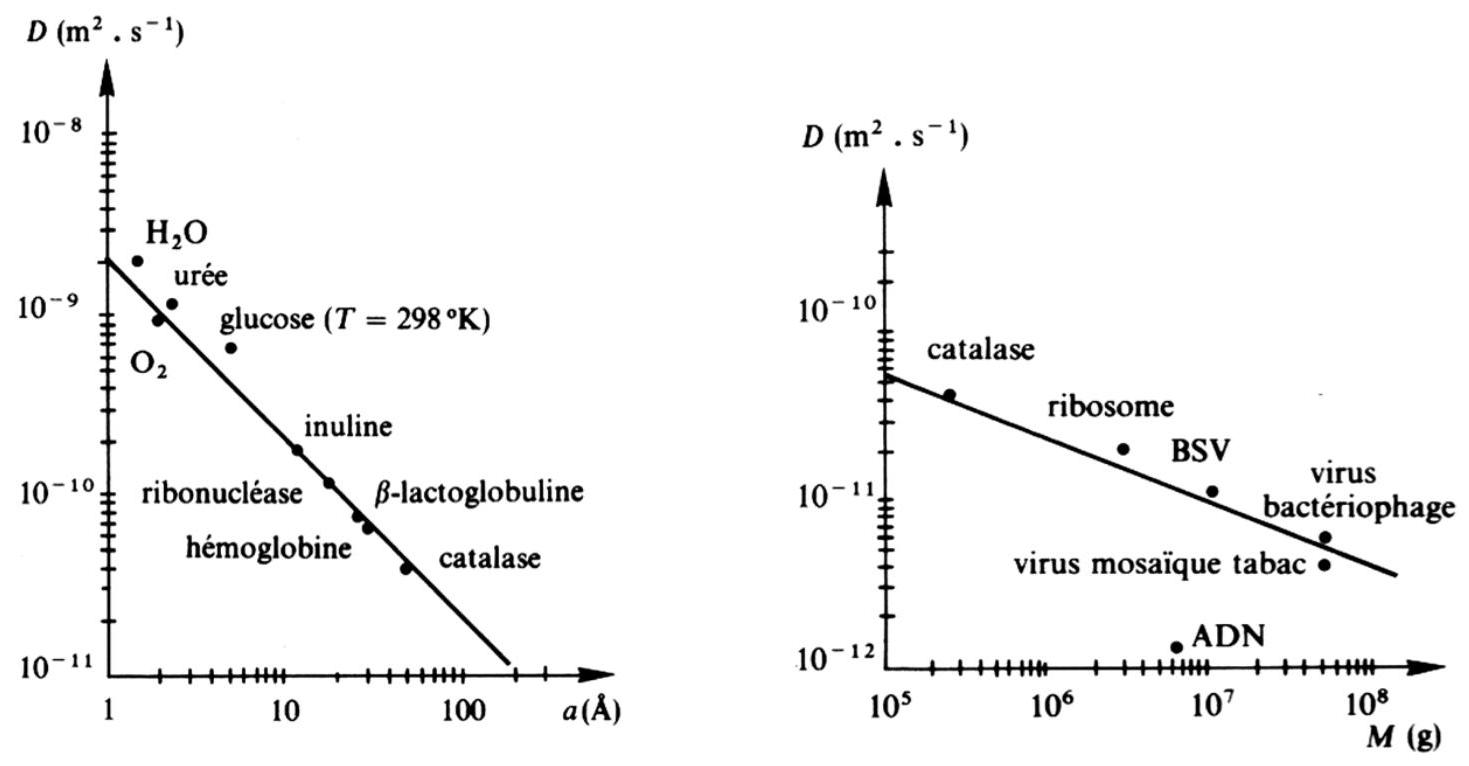 D (m² . s⁻¹)
10⁻⁸
H₂O
urée
10⁻⁹
glucose (T = 298 °K)
O₂
inuline
10⁻¹⁰
ribonucléase
β-lactoglobuline
hémoglobine
catalase
10⁻¹¹
1
10
100
a (Å)
D (m² . s⁻¹)
10⁻¹⁰
catalase
ribosome
BSV
virus
bactériophage
10⁻¹¹
virus mosaïque tabac
ADN
10⁻¹²
10⁵
10⁶
10⁷
10⁸
M (g)